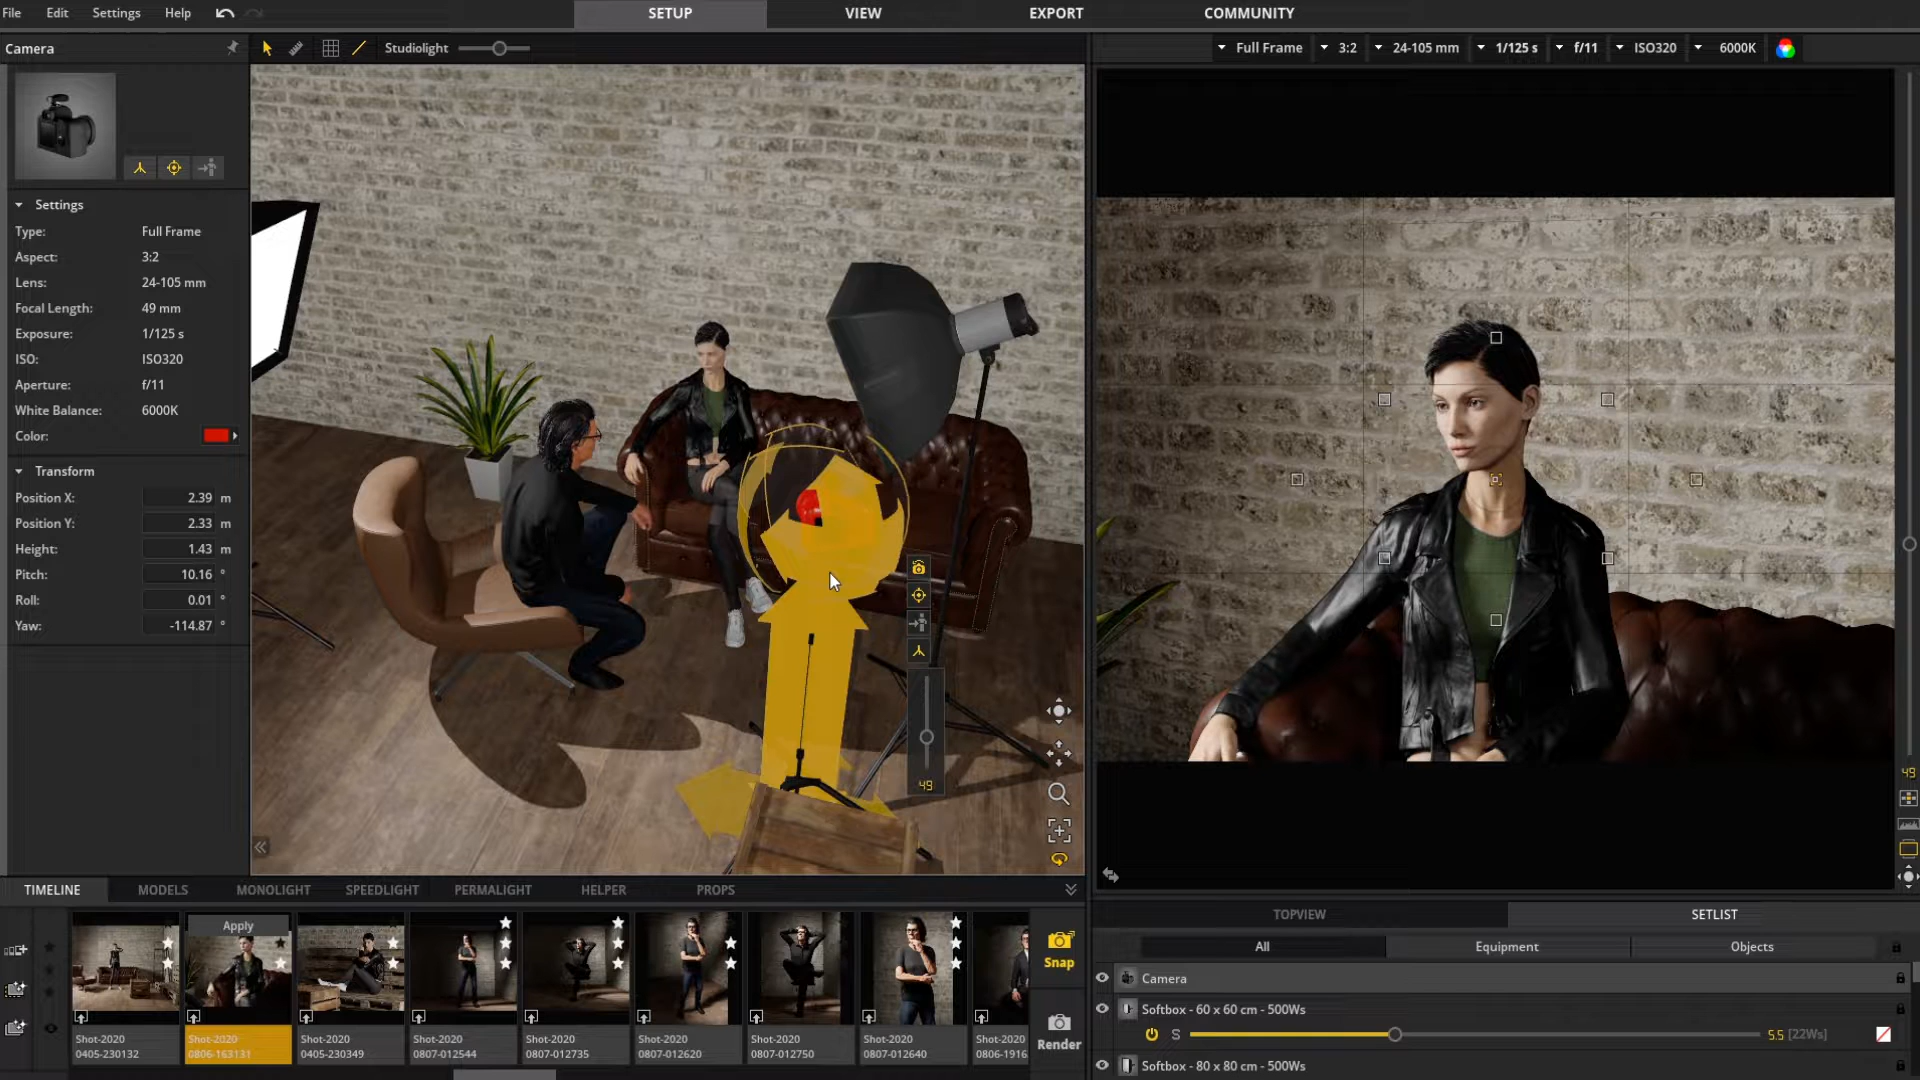 File Edit Settings Help SETUP VIEW EXPORT COMMUNITY
Camera Studiolight Full Frame 3:2 24-105 mm 1/125 s f/11 ISO320 6000K
Settings
Type: Full Frame
Aspect: 3:2
Lens: 24-105 mm
Focal Length: 49 mm
Exposure: 1/125 s
ISO: ISO320
Aperture: f/11
White Balance: 6000K
Color:
Transform
Position X: 2.39 m
Position Y: 2.33 m
Height: 1.43 m
Pitch: 10.16 °
Roll: 0.01 °
Yaw: -114.87 °
49
49
TIMELINE MODELS MONOLIGHT SPEEDLIGHT PERMALIGHT HELPER PROPS
Apply
Shot-2020
0405-230132
Shot-2020
0806-163131
Shot-2020
0405-230349
Shot-2020
0807-012544
Shot-2020
0807-012735
Shot-2020
0807-012620
Shot-2020
0807-012750
Shot-2020
0807-012640
Shot-2020
0806-1916
Snap
Render
TOPVIEW SETLIST
All Equipment Objects
Camera
Softbox - 60 x 60 cm - 500Ws
S 5.5 [22Ws]
Softbox - 80 x 80 cm - 500Ws